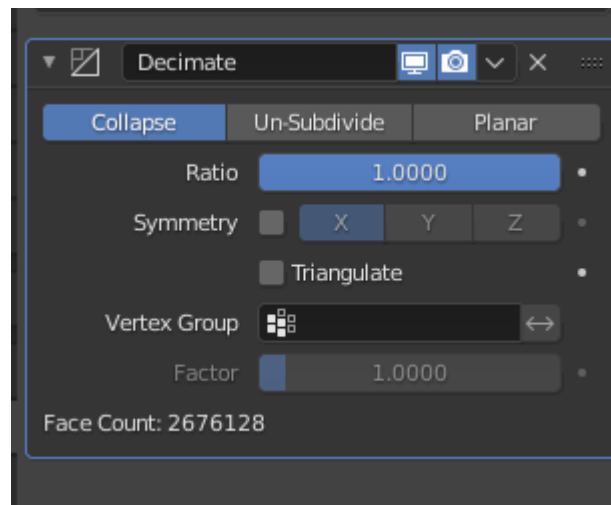 Decimate
Collapse Un-Subdivide Planar
Ratio 1.0000
Symmetry X Y Z
Triangulate
Vertex Group
Factor 1.0000
Face Count: 2676128